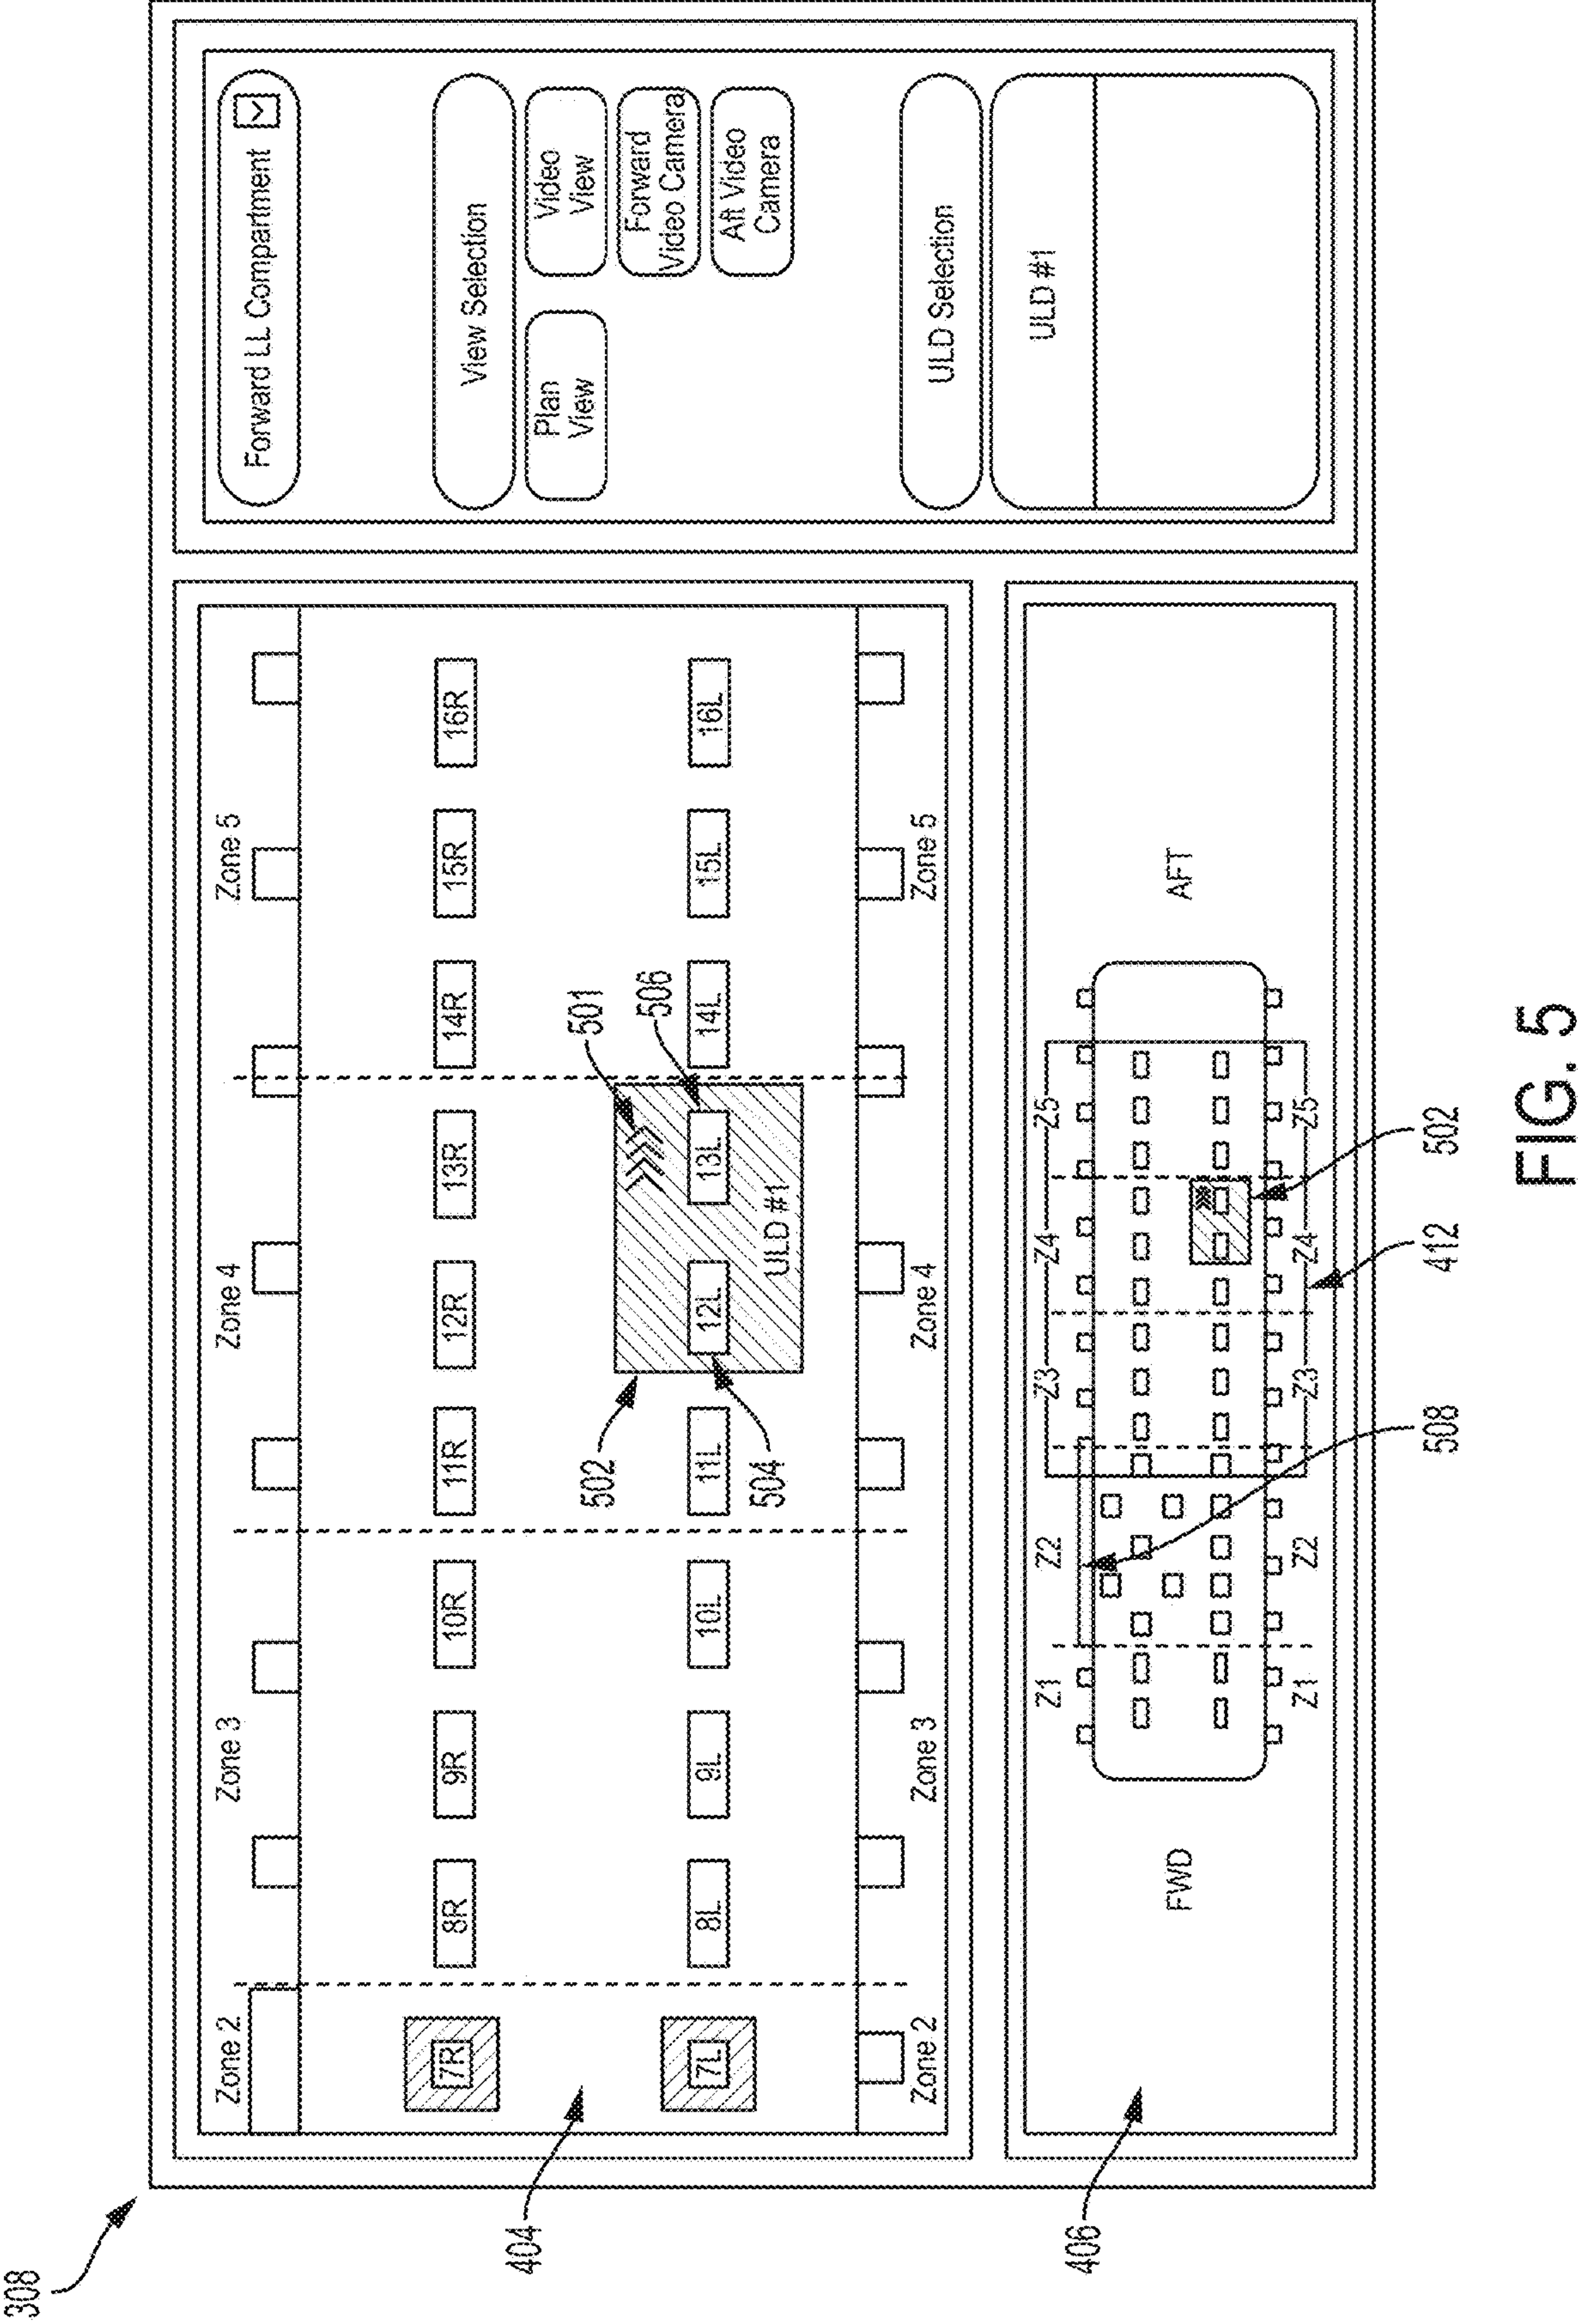 308
404
406
Zone 2
Zone 3
Zone 4
Zone 5
7R
8R
9R
10R
11R
12R
13R
14R
15R
16R
502
501
506
7L
8L
9L
10L
11L
12L
13L
14L
15L
16L
504
ULD #1
Zone 2
Zone 3
Zone 4
Zone 5
Forward LL Compartment
View Selection
Plan
View
Video
View
Forward
Video Camera
Aft Video
Camera
ULD Selection
ULD #1
Z1
Z2
Z3
Z4
Z5
FWD
AFT
Z1
Z2
Z3
Z4
Z5
508
412
502
FIG. 5